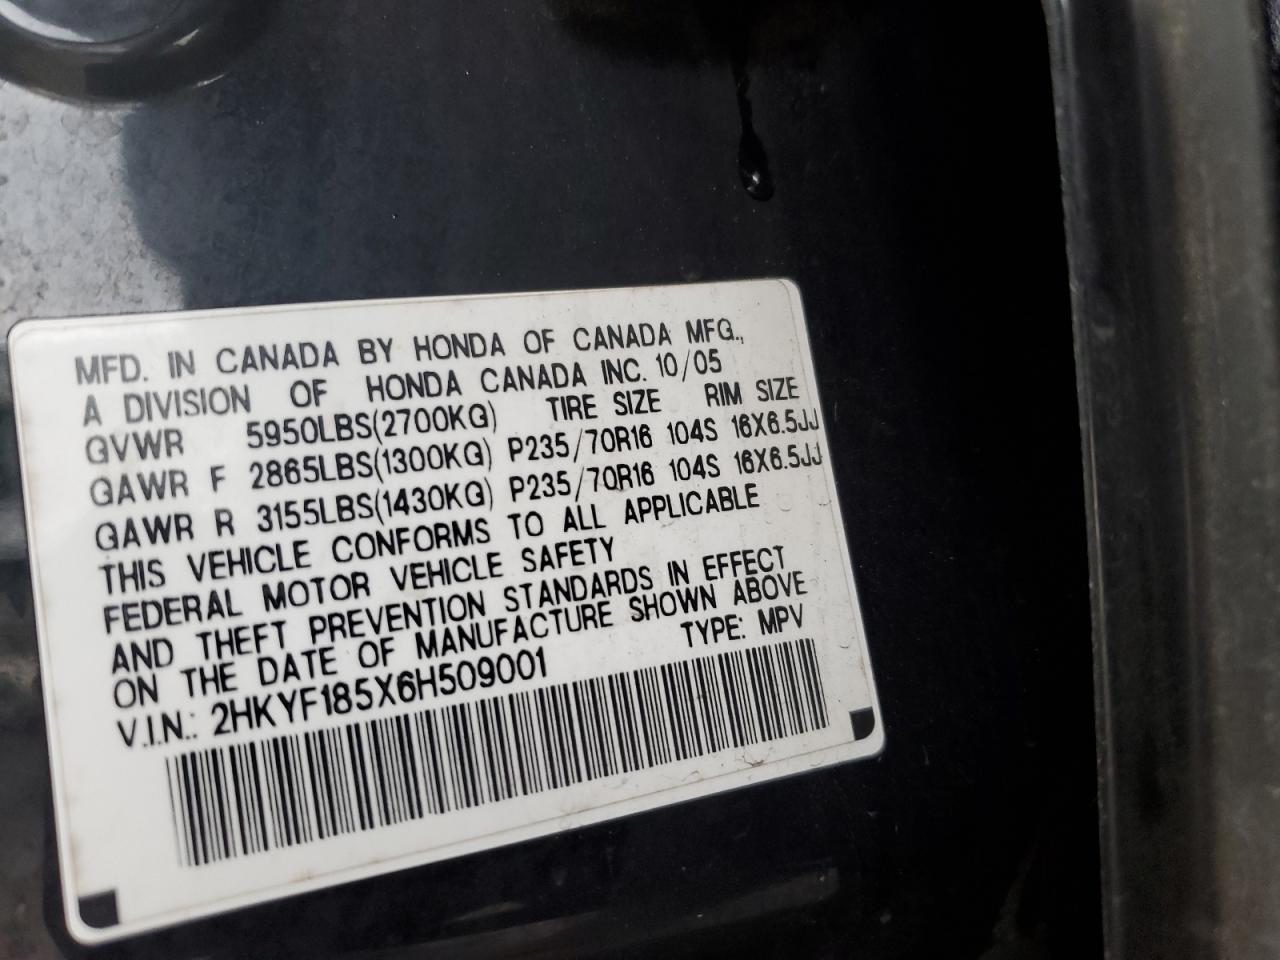 MFD. IN CANADA BY HONDA OF CANADA MFG.,
A DIVISION OF HONDA CANADA INC. 10/05
GVWR 5950LBS(2700KG) TIRE SIZE RIM SIZE
GAWR F 2865LBS(1300KG) P235/70R16 104S 16X6.5JJ
GAWR R 3155LBS(1430KG) P235/70R16 104S 16X6.5JJ
THIS VEHICLE CONFORMS TO ALL APPLICABLE
FEDERAL MOTOR VEHICLE SAFETY
AND THEFT PREVENTION STANDARDS IN EFFECT
ON THE DATE OF MANUFACTURE SHOWN ABOVE
V.I.N.: 2HKYF185X6H509001 TYPE: MPV